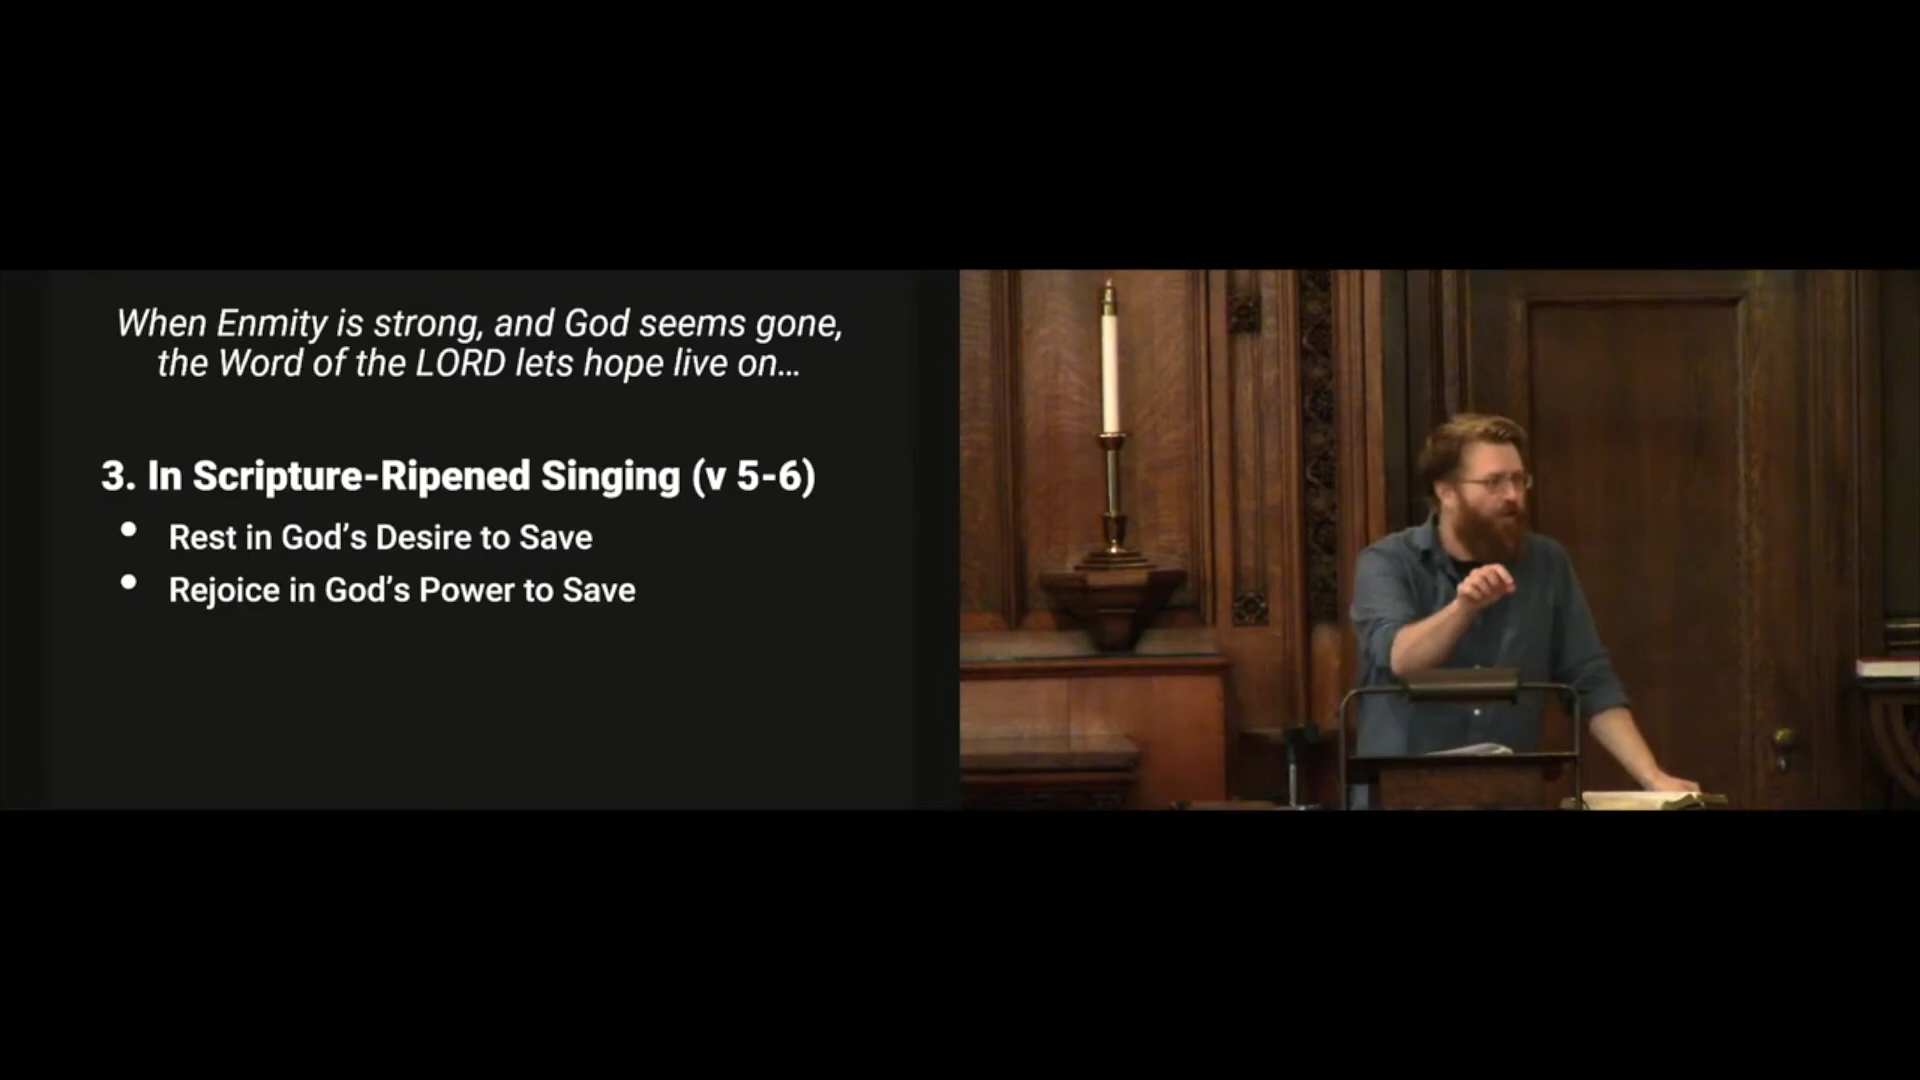 When Enmity is strong, and God seems gone,
the Word of the LORD lets hope live on...
3. In Scripture-Ripened Singing (v 5-6)
• Rest in God's Desire to Save
• Rejoice in God's Power to Save